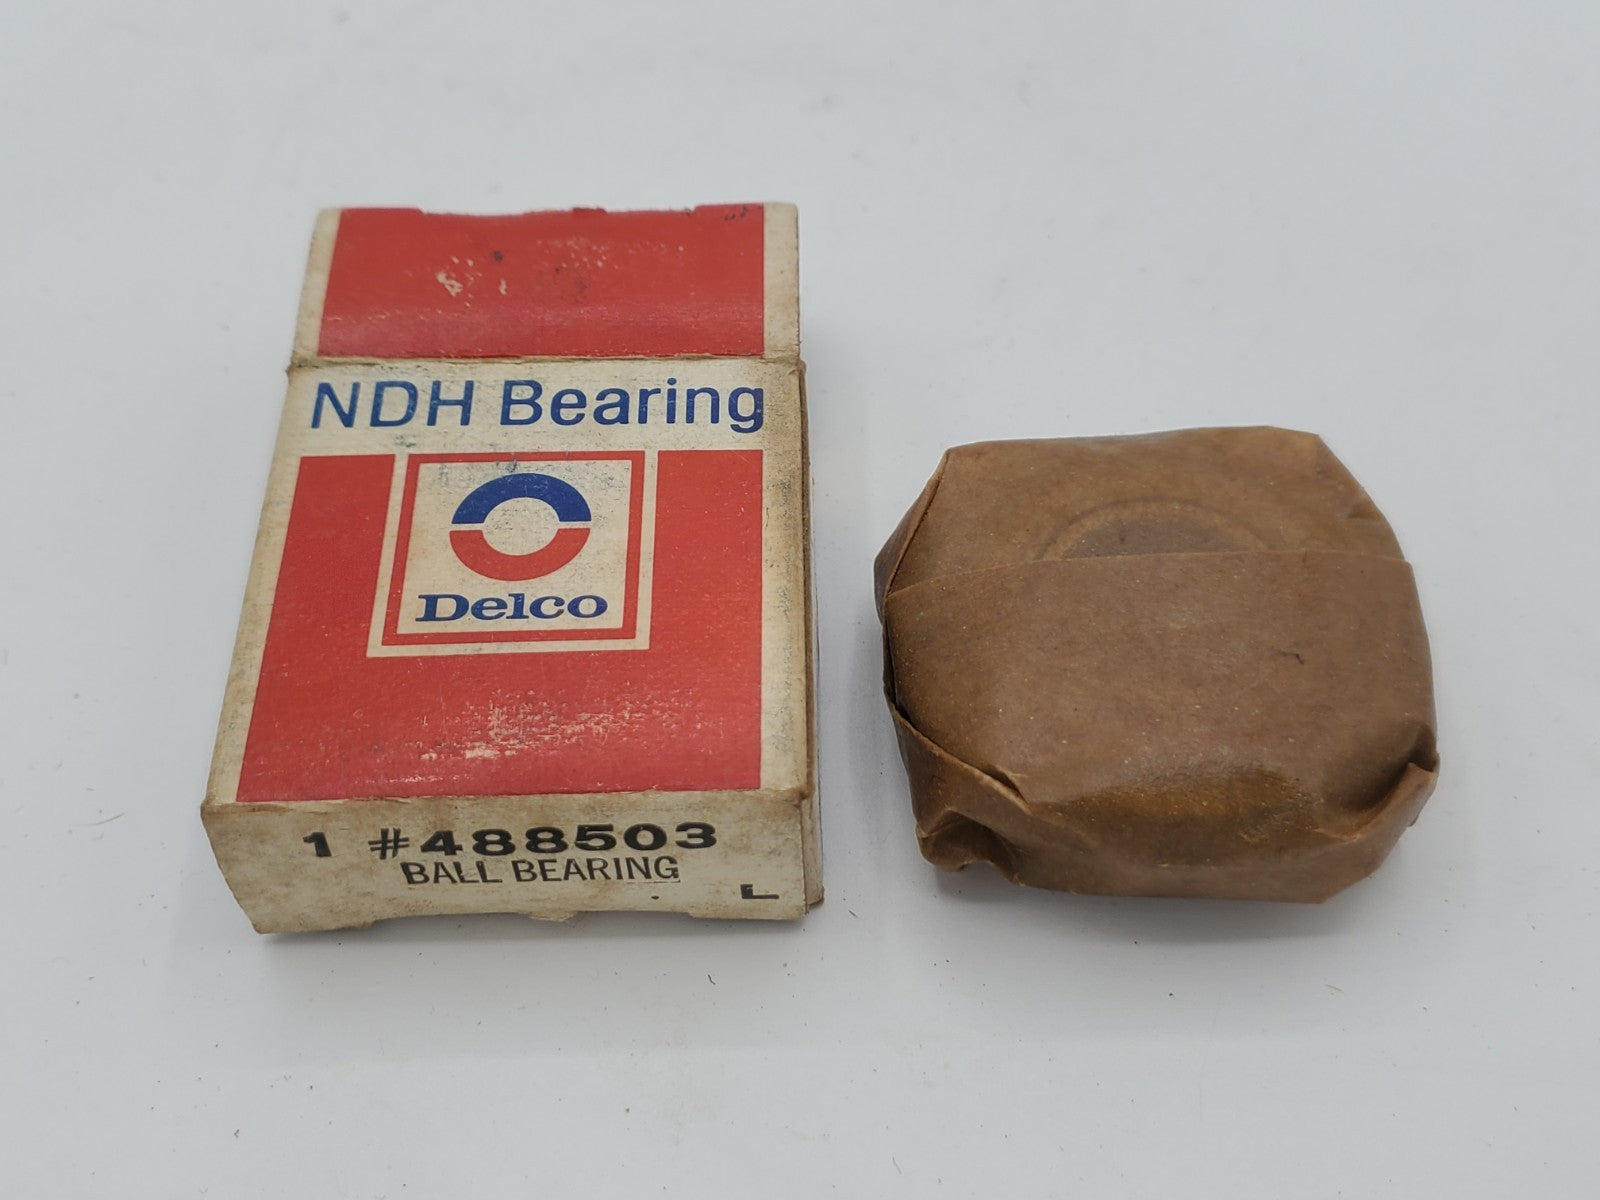 NDH Bearing
Delco
1 #488503
BALL BEARING
L